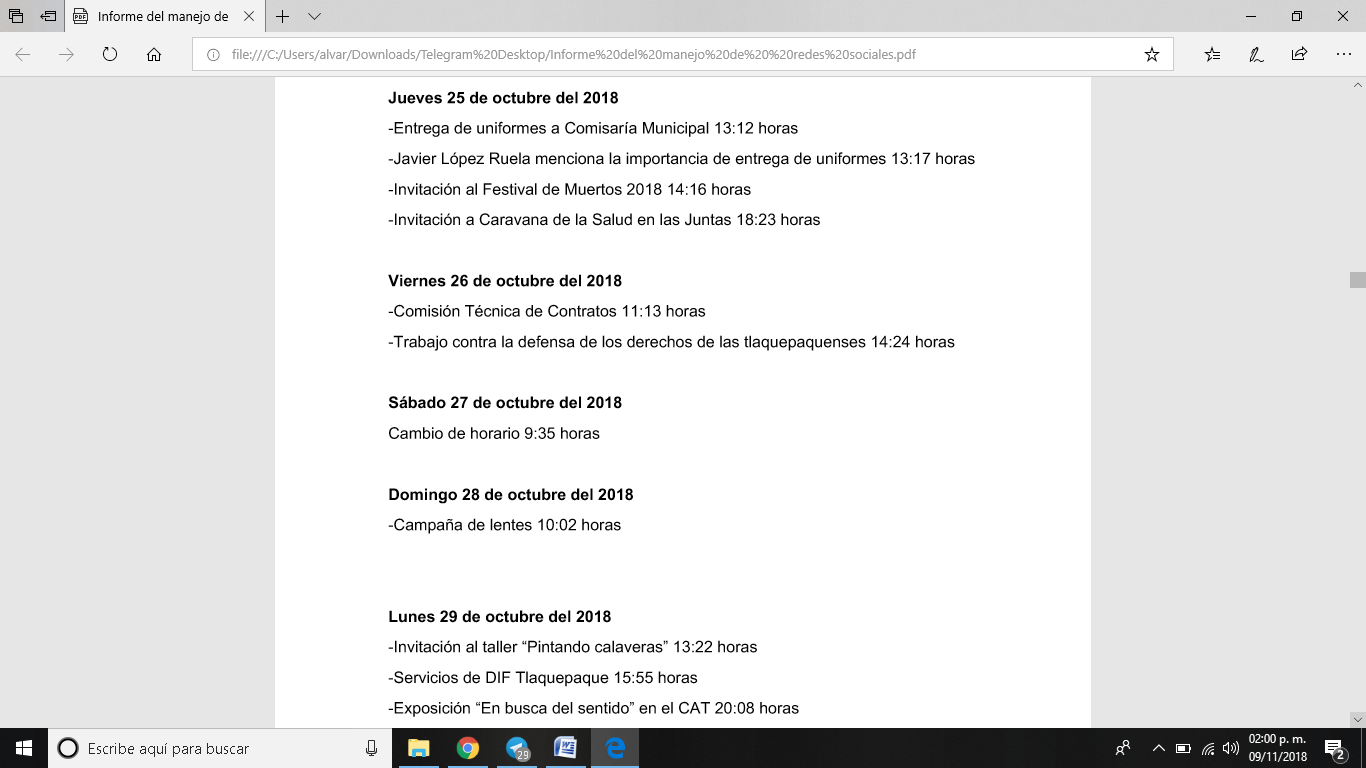 Informe del manejo de
file:///C:/Users/alvar/Downloads/Telegram%20Desktop/Informe%20del%20manejo%20de%20%20redes%20sociales.pdf
Jueves 25 de octubre del 2018
-Entrega de uniformes a Comisaría Municipal 13:12 horas
-Javier López Ruela menciona la importancia de entrega de uniformes 13:17 horas
-Invitación al Festival de Muertos 2018 14:16 horas
-Invitación a Caravana de la Salud en las Juntas 18:23 horas
Viernes 26 de octubre del 2018
-Comisión Técnica de Contratos 11:13 horas
-Trabajo contra la defensa de los derechos de las tlaquepaquenses 14:24 horas
Sábado 27 de octubre del 2018
Cambio de horario 9:35 horas
Domingo 28 de octubre del 2018
-Campaña de lentes 10:02 horas
Lunes 29 de octubre del 2018
-Invitación al taller “Pintando calaveras” 13:22 horas
-Servicios de DIF Tlaquepaque 15:55 horas
-Exposición “En busca del sentido” en el CAT 20:08 horas
Escribe aquí para buscar
29
02:00 p. m.
09/11/2018
2